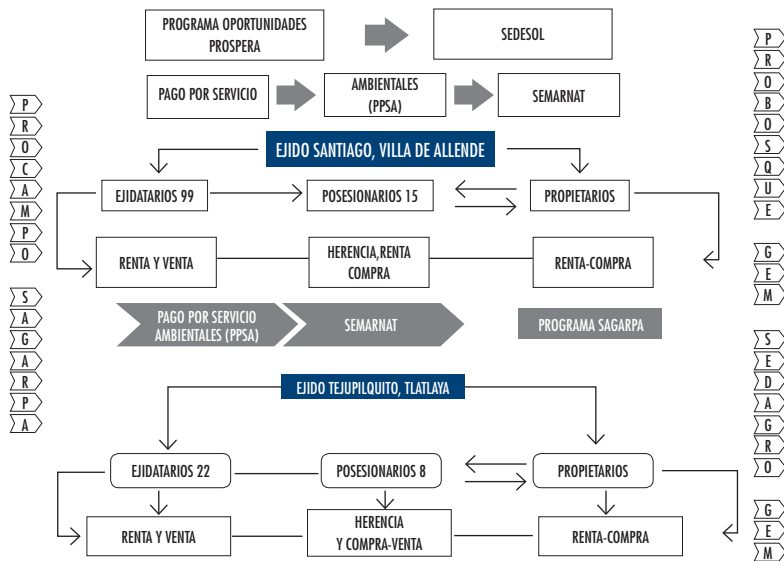 PROGRAMA OPORTUNIDADES
PROSPERA
SEDESOL
PAGO POR SERVICIO
AMBIENTALES
(PPSA)
SEMARNAT
EJIDO SANTIAGO, VILLA DE ALLENDE
EJIDATARIOS 99
POSESIONARIOS 15
PROPIETARIOS
RENTA Y VENTA
HERENCIA,RENTA
COMPRA
RENTA-COMPRA
PAGO POR SERVICIO
AMBIENTALES (PPSA)
SEMARNAT
PROGRAMA SAGARPA
EJIDO TEJUPILQUITO, TLATLAYA
EJIDATARIOS 22
POSESIONARIOS 8
PROPIETARIOS
RENTA Y VENTA
HERENCIA
Y COMPRA-VENTA
RENTA-COMPRA
P
R
O
C
A
M
P
O
S
A
G
A
R
P
A
P
R
O
B
O
S
Q
U
E
G
E
M
S
E
D
A
G
R
O
G
E
M